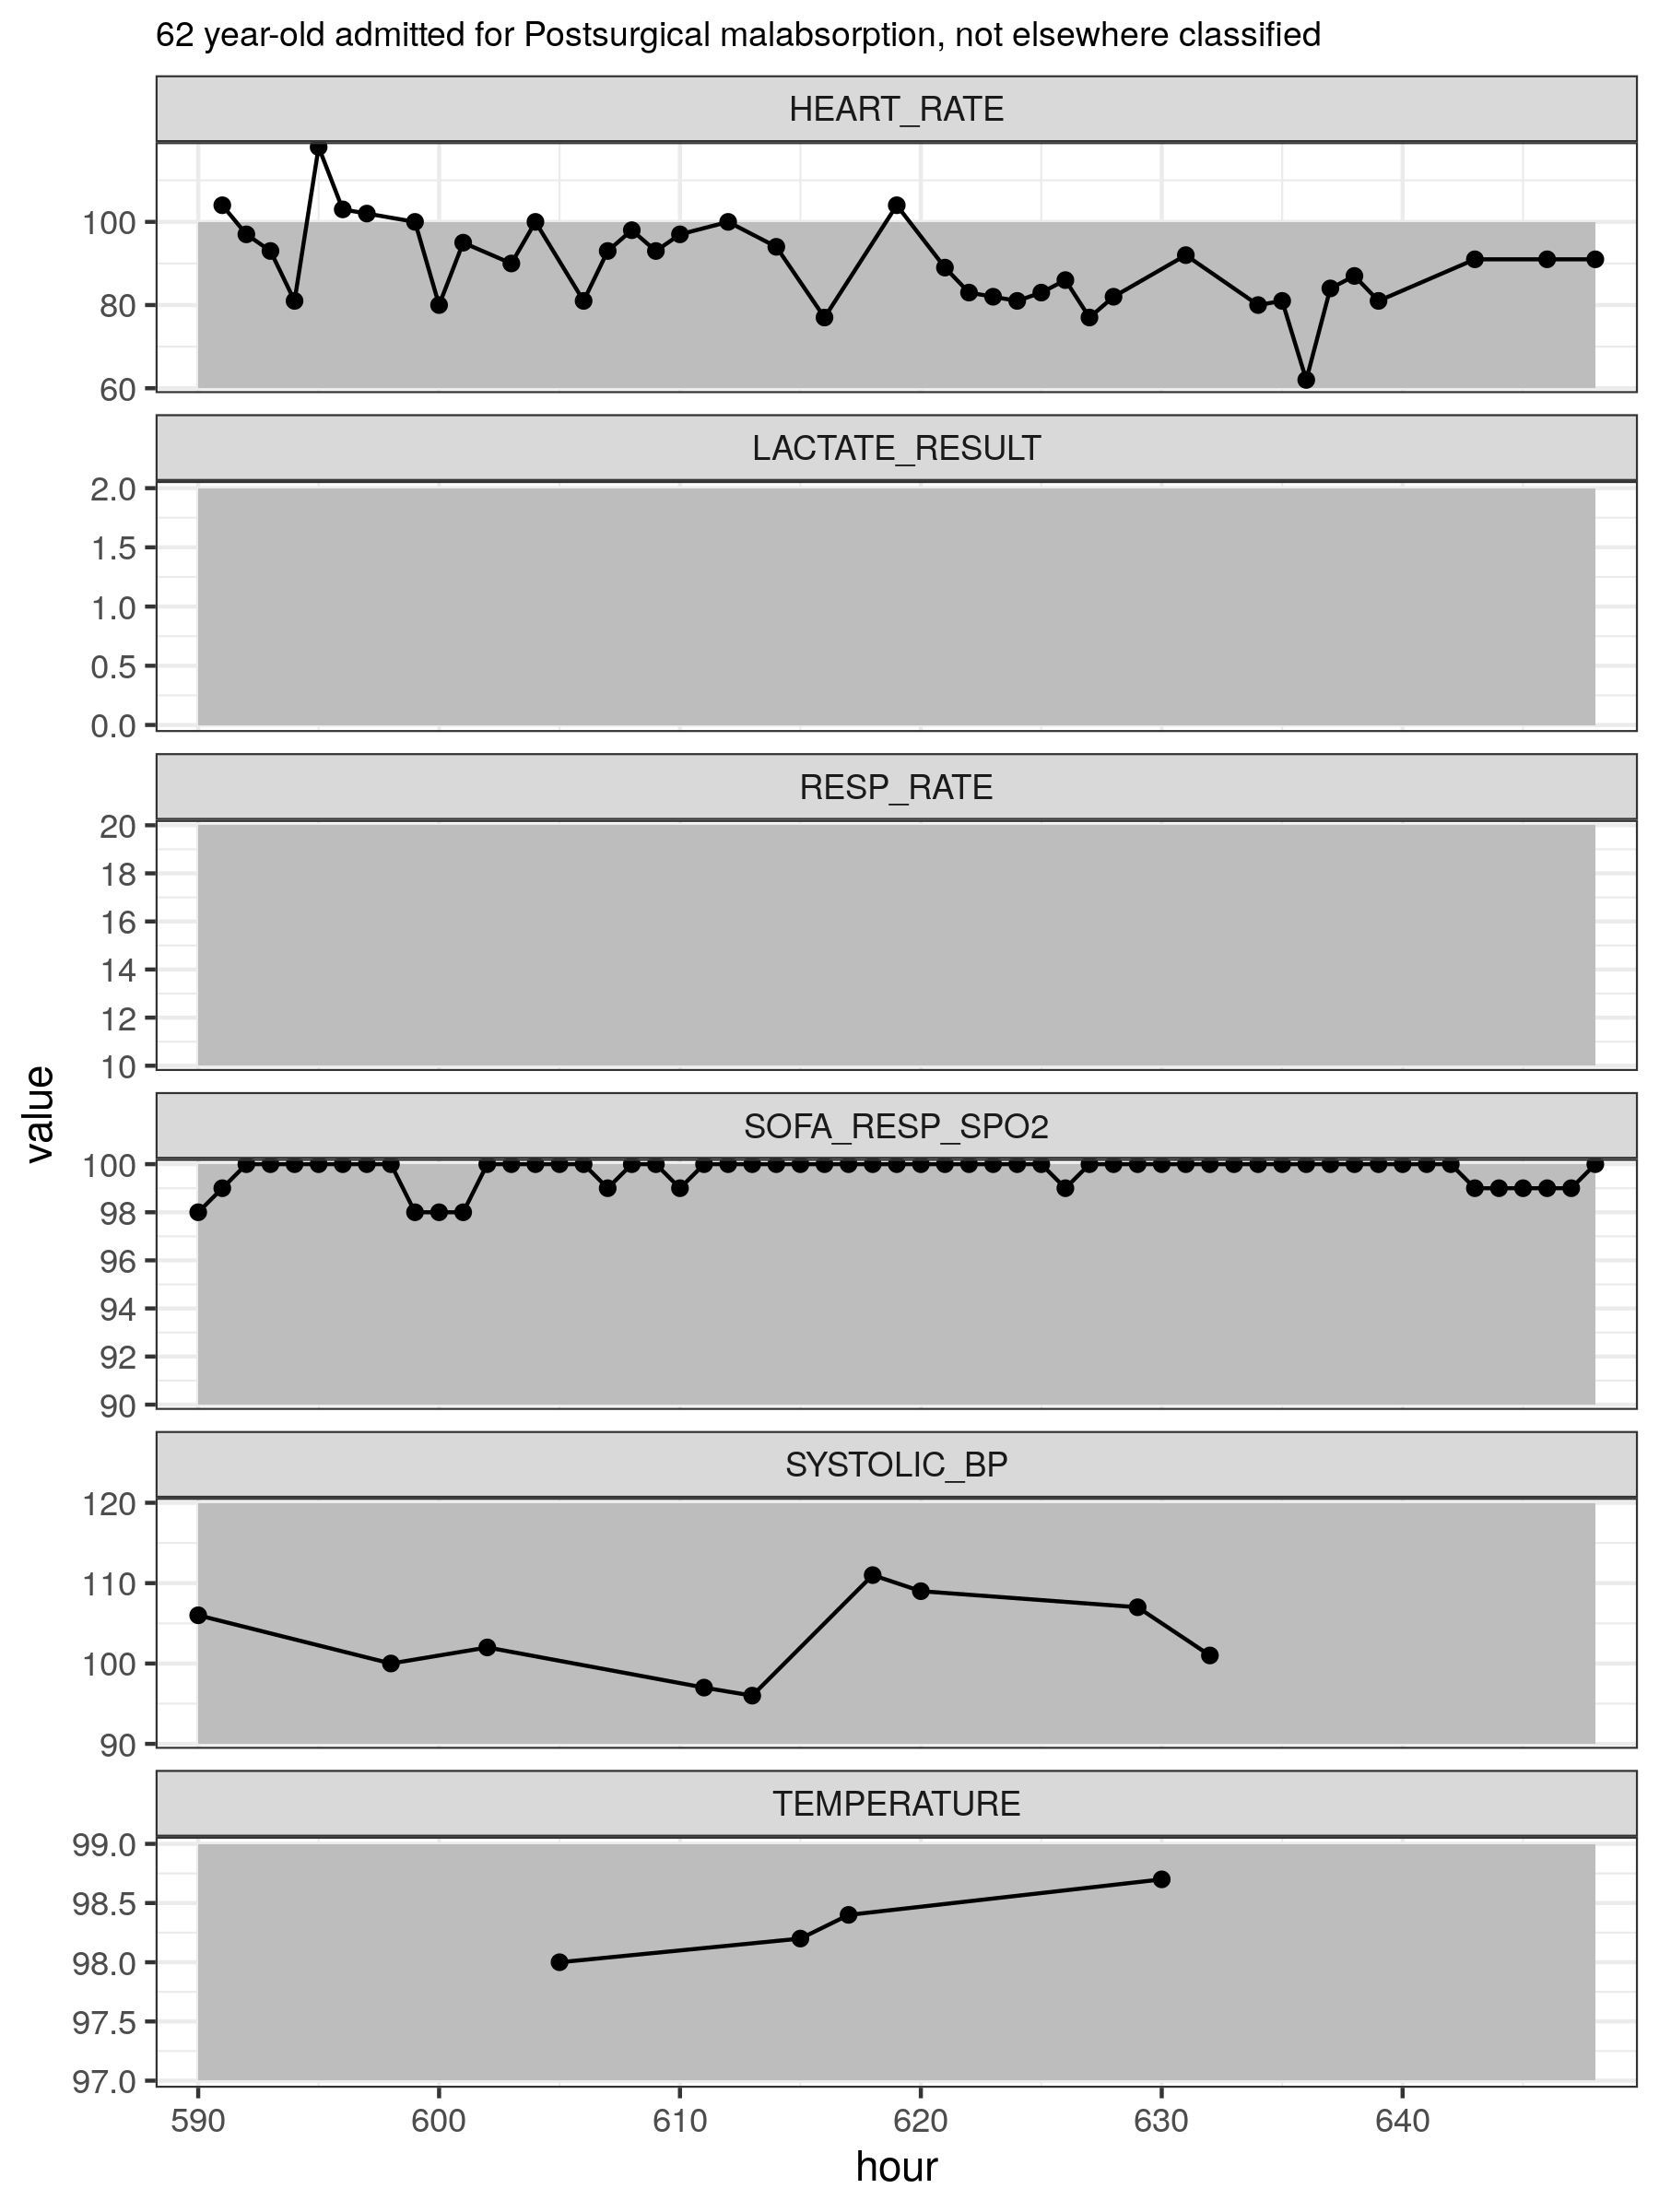 62 year-old admitted for Postsurgical malabsorption, not elsewhere classified
HEART_RATE
100
80
60
LACTATE_RESULT
2.0
1.5
1.0
0.5
0.0
RESP_RATE
20
18
16
14
12
10
SOFA_RESP_SPO2
100
98
96
94
92
90
SYSTOLIC_BP
120
110
100
90
TEMPERATURE
99.0
98.5
98.0
97.5
97.0
590 600 610 620 630 640
hour
value